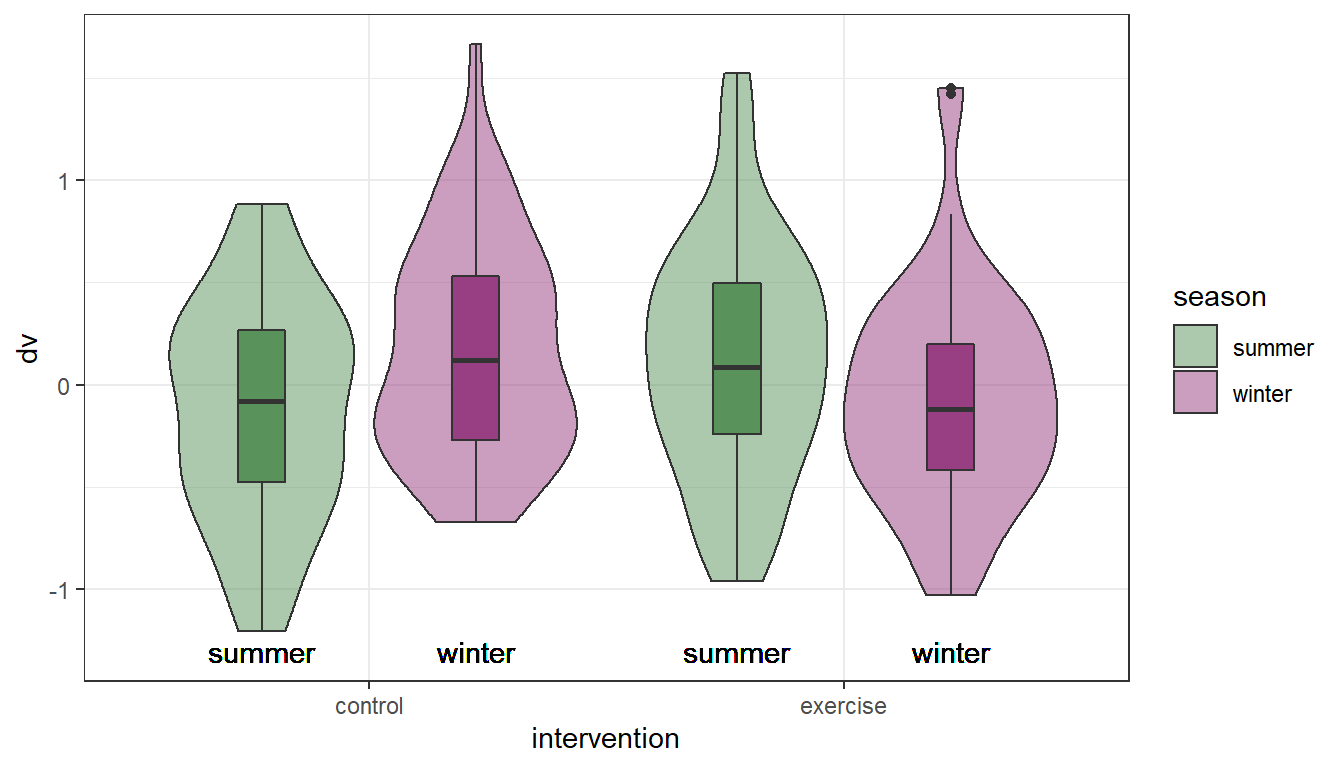 dv
1
0
-1
summer winter summer winter
control exercise
intervention
season
summer
winter